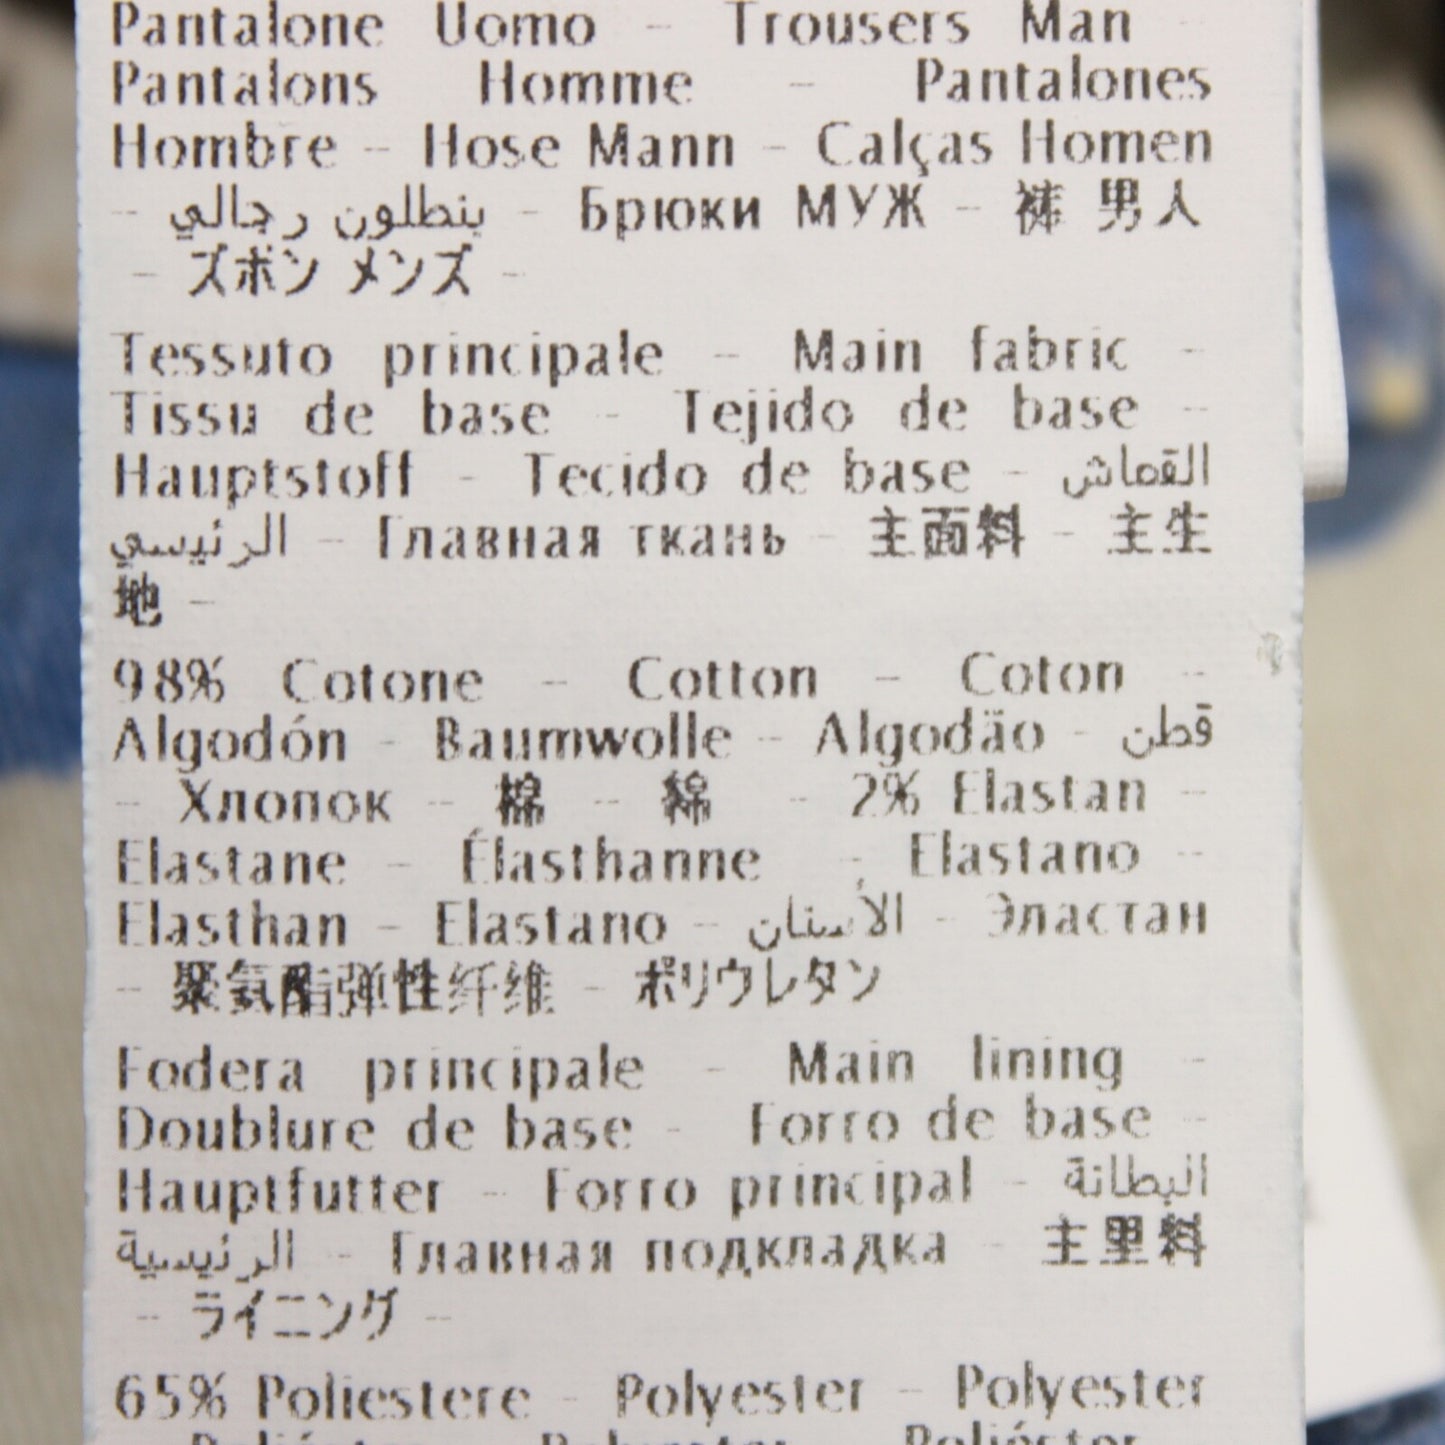 Pantalone Uomo - Trousers Man -
Pantalons Homme - Pantalones
Hombre - Hose Mann - Calças Homen
- بنطلون رجالي - Брюки МУЖ - 裤 男人
- ズボン メンズ -
Tessuto principale - Main fabric -
Tissu de base - Tejido de base -
Hauptstoff - Tecido de base - القماش
الرئيسي - Главная ткань - 主面料 - 主生
地 -
98% Cotone - Cotton - Coton -
Algodón - Baumwolle - Algodäo - قطن
- Хлопок - 棉 - 綿 - 2% Elastan -
Elastane - Élasthanne - Elastano -
Elasthan - Elastano - - Эластан
- 聚氨酯弹性纤维 - ポリウレタン
Fodera principale - Main lining -
Doublure de base - Forro de base -
Hauptfutter - Forro principal - البطانة
الرئيسية - Главная подкладка - 主里料
- ライニング -
65% Poliestere - Polyester - Polyester